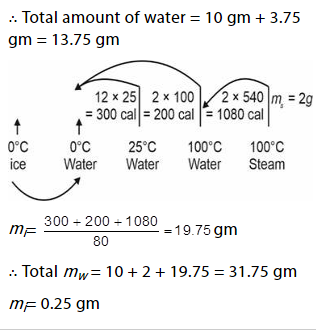 ∴ Total amount of water = 10 gm + 3.75
gm = 13.75 gm
12 × 25 2 × 100 2 × 540 mₛ = 2g
= 300 cal = 200 cal = 1080 cal
0°C 0°C 25°C 100°C 100°C
ice Water Water Water Steam
mᵢ= 300 + 200 + 1080 / 80 = 19.75 gm
∴ Total m_w = 10 + 2 + 19.75 = 31.75 gm
mᵢ= 0.25 gm